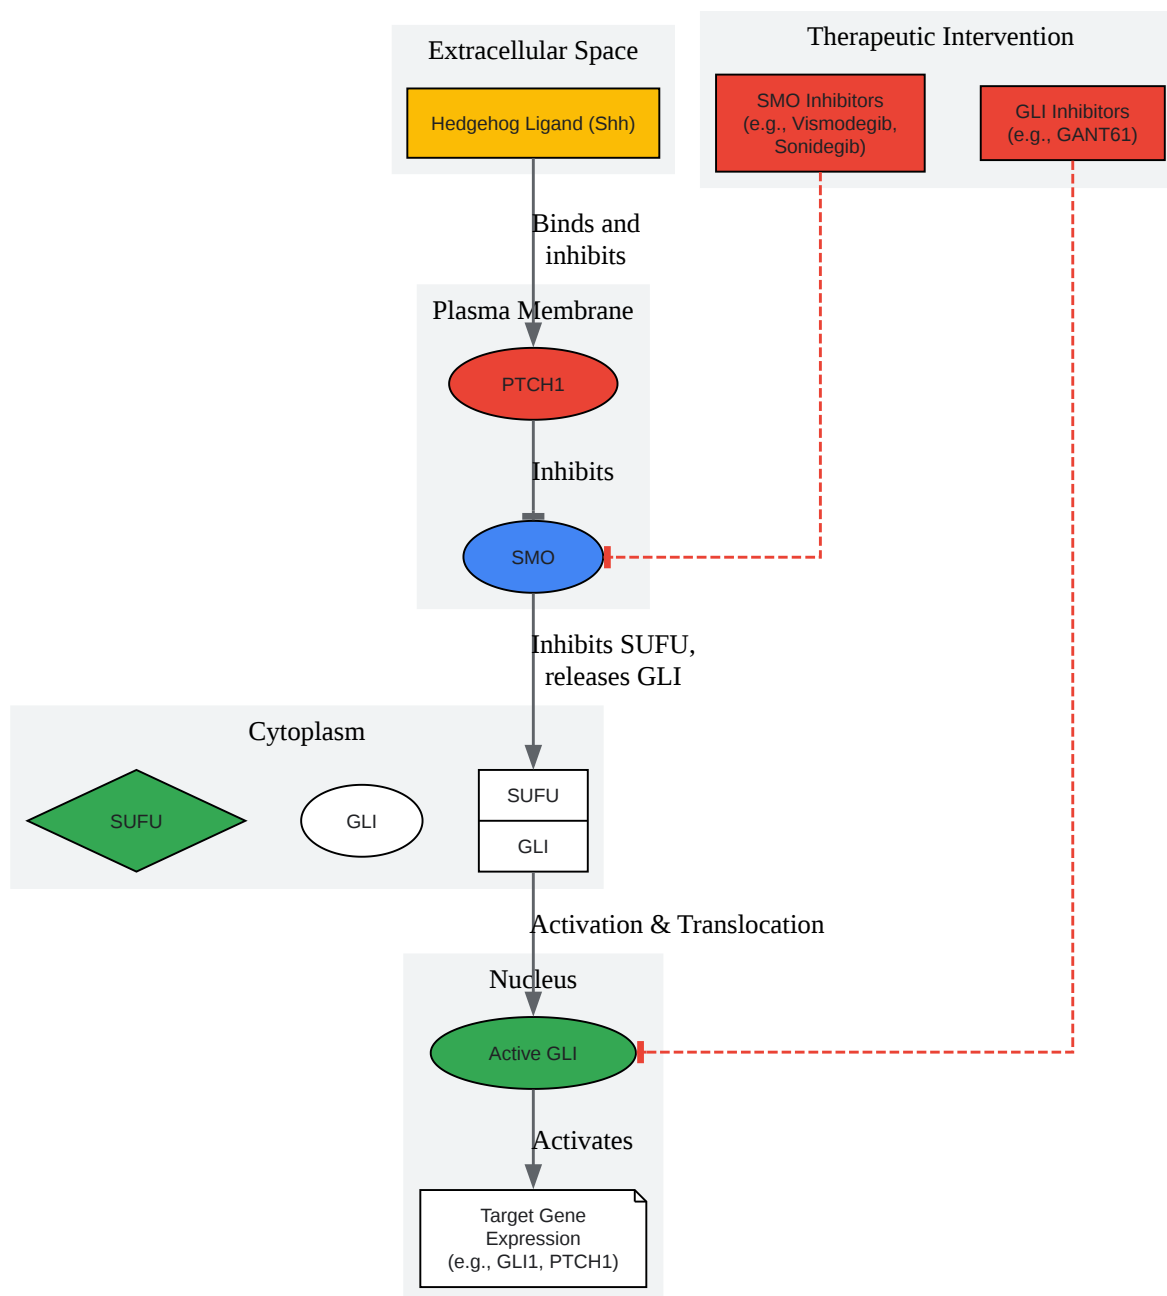 Extracellular Space
Hedgehog Ligand (Shh)
Therapeutic Intervention
SMO Inhibitors
(e.g., Vismodegib,
Sonidegib)
GLI Inhibitors
(e.g., GANT61)
Binds and
inhibits
Plasma Membrane
PTCH1
Inhibits
SMO
Inhibits SUFU,
releases GLI
Cytoplasm
SUFU
GLI
SUFU
GLI
Activation & Translocation
Nucleus
Active GLI
Activates
Target Gene
Expression
(e.g., GLI1, PTCH1)